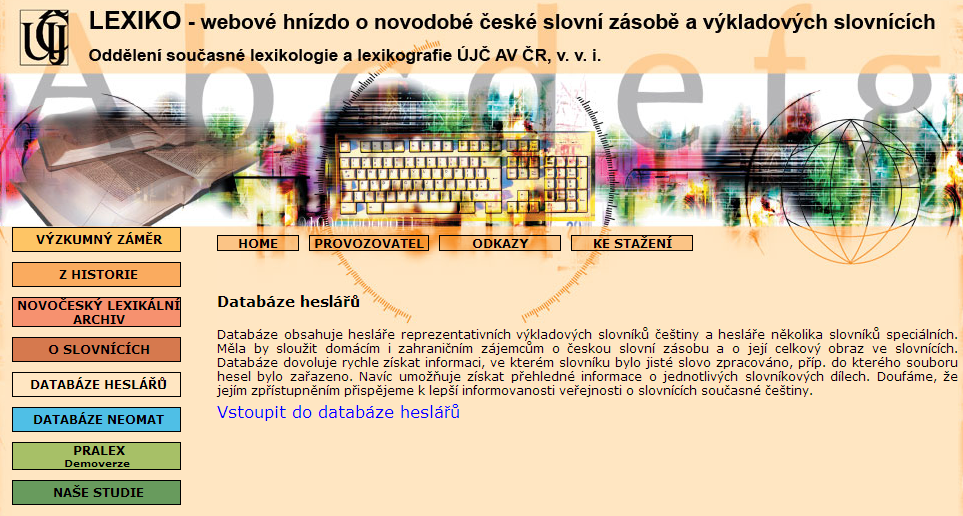 LEXIKO - webové hnízdo o novodobé české slovní zásobě a výkladových slovnících
Oddělení současné lexikologie a lexikografie ÚJČ AV ČR, v. v. i.
A b c d e f g
VÝZKUMNÝ ZÁMĚR
Z HISTORIE
NOVOČESKÝ LEXIKÁLNÍ
ARCHIV
O SLOVNÍCÍCH
DATABÁZE HESLÁŘŮ
DATABÁZE NEOMAT
PRALEX
Demoverze
NAŠE STUDIE
HOME
PROVOZOVATEL
ODKAZY
KE STAŽENÍ
Databáze heslářů
Databáze obsahuje hesláře reprezentativních výkladových slovníků češtiny a hesláře několika slovníků speciálních.
Měla by sloužit domácím i zahraničním zájemcům o českou slovní zásobu a o její celkový obraz ve slovnících.
Databáze dovoluje rychle získat informaci, ve kterém slovníku bylo jisté slovo zpracováno, příp. do kterého souboru
hesel bylo zařazeno. Navíc umožňuje získat přehledné informace o jednotlivých slovníkových dílech. Doufáme, že
jejím zpřístupněním přispějeme k lepší informovanosti veřejnosti o slovnících současné češtiny.
Vstoupit do databáze heslářů